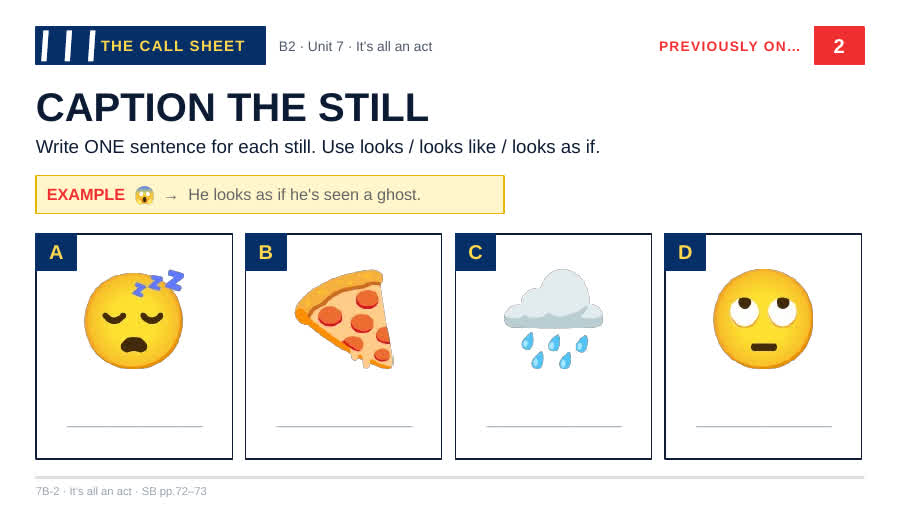 THE CALL SHEET
B2 · Unit 7 · It's all an act
PREVIOUSLY ON...
2
CAPTION THE STILL
Write ONE sentence for each still. Use looks / looks like / looks as if.
EXAMPLE 😱 → He looks as if he's seen a ghost.
A
B
C
D
7B-2 · It's all an act · SB pp.72–73